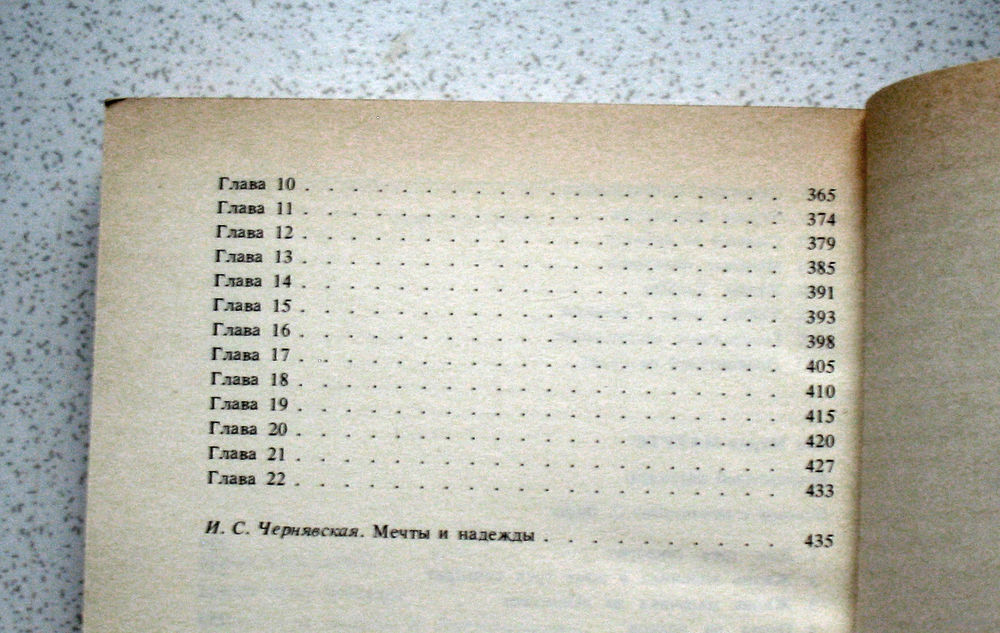 Глава 10 . . . . . . . . . . . . . . . . . . . . 365
Глава 11 . . . . . . . . . . . . . . . . . . . . 374
Глава 12 . . . . . . . . . . . . . . . . . . . . 379
Глава 13 . . . . . . . . . . . . . . . . . . . . 385
Глава 14 . . . . . . . . . . . . . . . . . . . . 391
Глава 15 . . . . . . . . . . . . . . . . . . . . 393
Глава 16 . . . . . . . . . . . . . . . . . . . . 398
Глава 17 . . . . . . . . . . . . . . . . . . . . 405
Глава 18 . . . . . . . . . . . . . . . . . . . . 410
Глава 19 . . . . . . . . . . . . . . . . . . . . 415
Глава 20 . . . . . . . . . . . . . . . . . . . . 420
Глава 21 . . . . . . . . . . . . . . . . . . . . 427
Глава 22 . . . . . . . . . . . . . . . . . . . . 433
И. С. Чернявская. Мечты и надежды . . . . . . . . . . 435